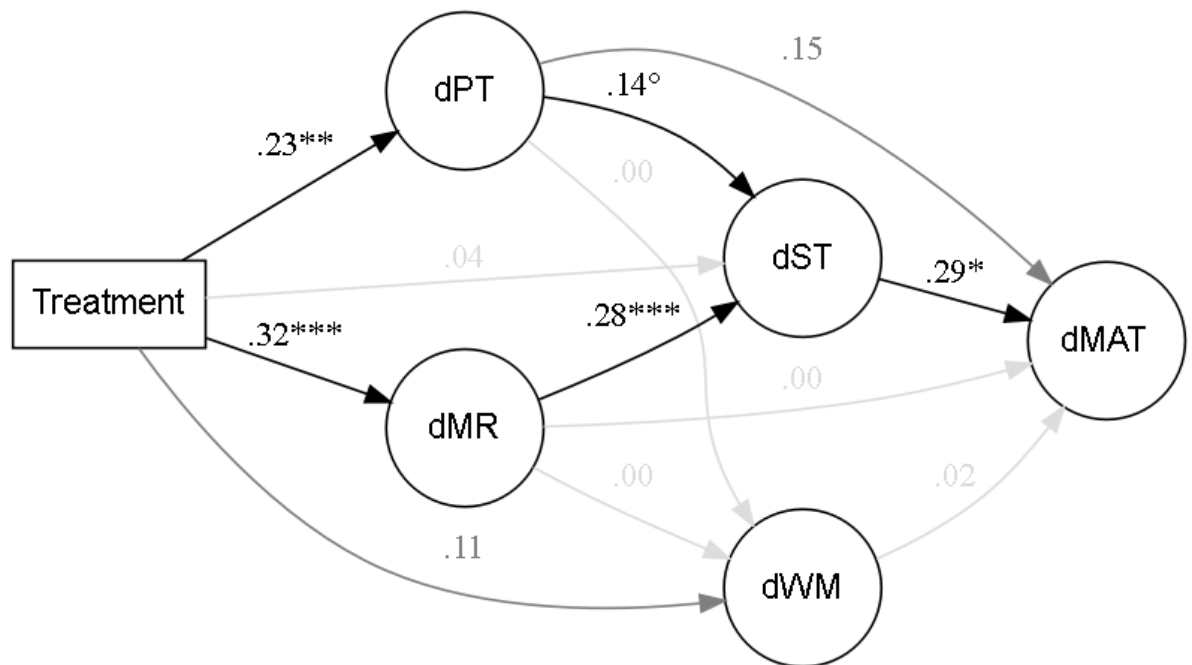 .15
dPT
.14°
.23**
.00
.04
dST
.29*
Treatment
.32***
.28***
dMAT
.00
dMR
.00
.02
.11
dWM